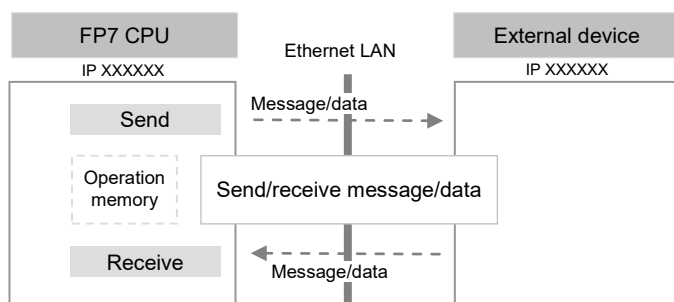 FP7 CPU
Ethernet LAN
External device
IP XXXXXX
IP XXXXXX
Message/data
Send
Operation
memory
Send/receive message/data
Receive
Message/data